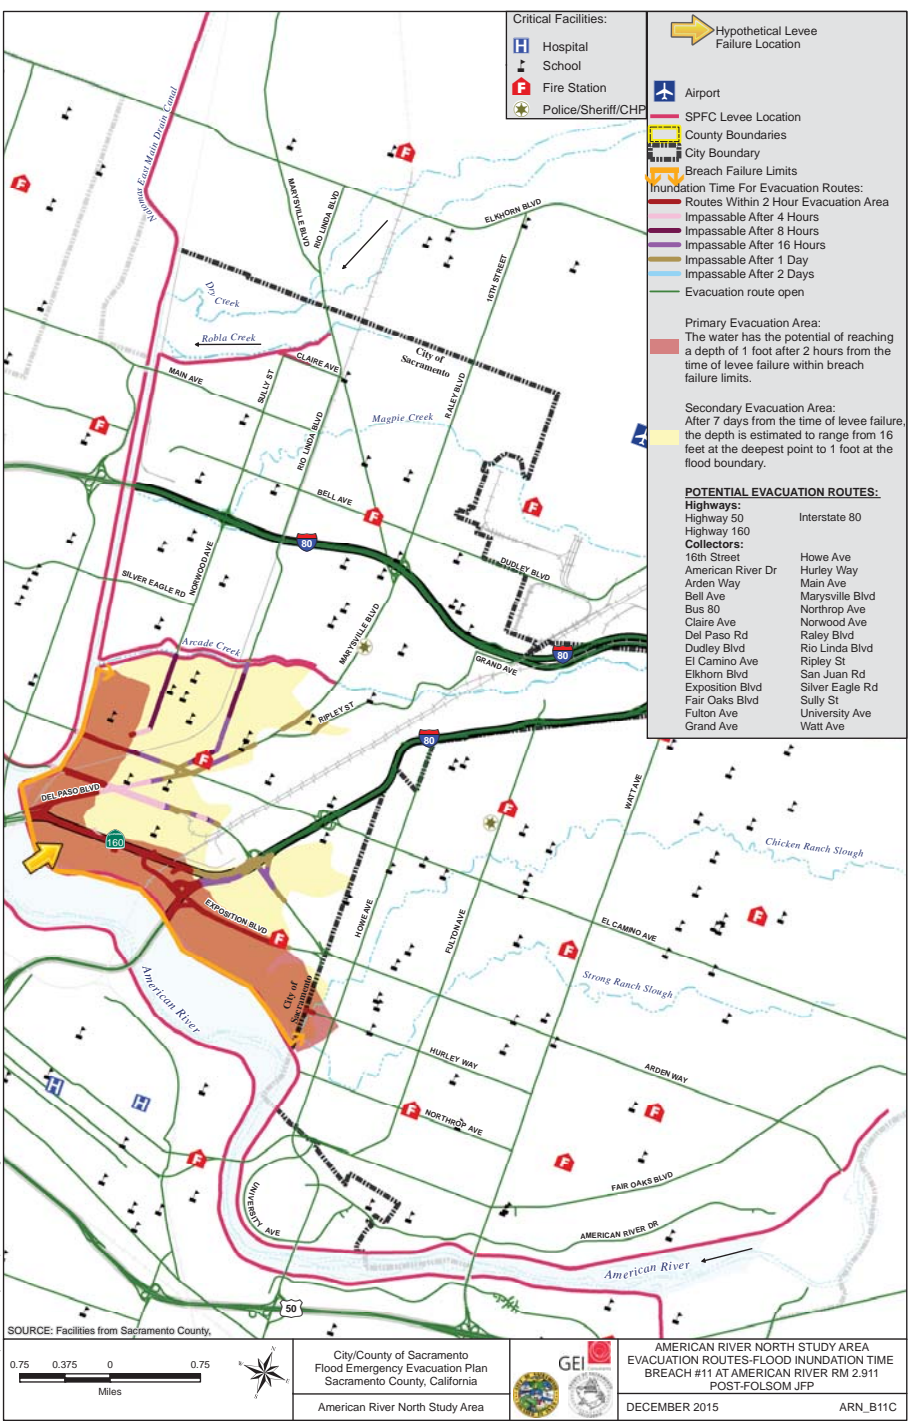 Critical Facilities:
Hospital
School
Fire Station
Police/Sheriff/CHP
Hypothetical Levee
Failure Location
Airport
SPFC Levee Location
County Boundaries
City Boundary
Breach Failure Limits
Inundation Time For Evacuation Routes:
Routes Within 2 Hour Evacuation Area
Impassable After 4 Hours
Impassable After 8 Hours
Impassable After 16 Hours
Impassable After 1 Day
Impassable After 2 Days
Evacuation route open
Primary Evacuation Area:
The water has the potential of reaching
a depth of 1 foot after 2 hours from the
time of levee failure within breach
failure limits.
Secondary Evacuation Area:
After 7 days from the time of levee failure,
the depth is estimated to range from 16
feet at the deepest point to 1 foot at the
flood boundary.
POTENTIAL EVACUATION ROUTES:
Highways:
Highway 50 Interstate 80
Highway 160
Collectors:
16th Street Howe Ave
American River Dr Hurley Way
Arden Way Main Ave
Bell Ave Marysville Blvd
Bus 80 Northrop Ave
Claire Ave Norwood Ave
Del Paso Rd Raley Blvd
Dudley Blvd Rio Linda Blvd
El Camino Ave Ripley St
Elkhorn Blvd San Juan Rd
Exposition Blvd Silver Eagle Rd
Fair Oaks Blvd Sully St
Fulton Ave University Ave
Grand Ave Watt Ave
Natomas East Main Drain Canal
MARYSVILLE BLVD
RIO LINDA BLVD
ELKHORN BLVD
16TH STREET
Dry
Creek
Robla Creek
City of
Sacramento
CLAIRE AVE
MAIN AVE
SULLY ST
RALEY BLVD
RIO LINDA BLVD
Magpie Creek
BELL AVE
80
DUDLEY BLVD
NORWOOD AVE
SILVER EAGLE RD
MARYSVILLE BLVD
Arcade Creek
GRAND AVE
80
RIPLEY ST
80
DEL PASO BLVD
WATT AVE
160
Chicken Ranch Slough
EXPOSITION BLVD
HOWE AVE
FULTON AVE
EL CAMINO AVE
Strong Ranch Slough
City of
Sacramento
American River
HURLEY WAY
ARDEN WAY
NORTHROP AVE
FAIR OAKS BLVD
UNIVERSITY AVE
AMERICAN RIVER DR
American River
50
SOURCE: Facilities from Sacramento County,
0.75 0.375 0 0.75
Miles
N
E
S
W
City/County of Sacramento
Flood Emergency Evacuation Plan
Sacramento County, California
American River North Study Area
GEI
AMERICAN RIVER NORTH STUDY AREA
EVACUATION ROUTES-FLOOD INUNDATION TIME
BREACH #11 AT AMERICAN RIVER RM 2.911
POST-FOLSOM JFP
DECEMBER 2015 ARN_B11C